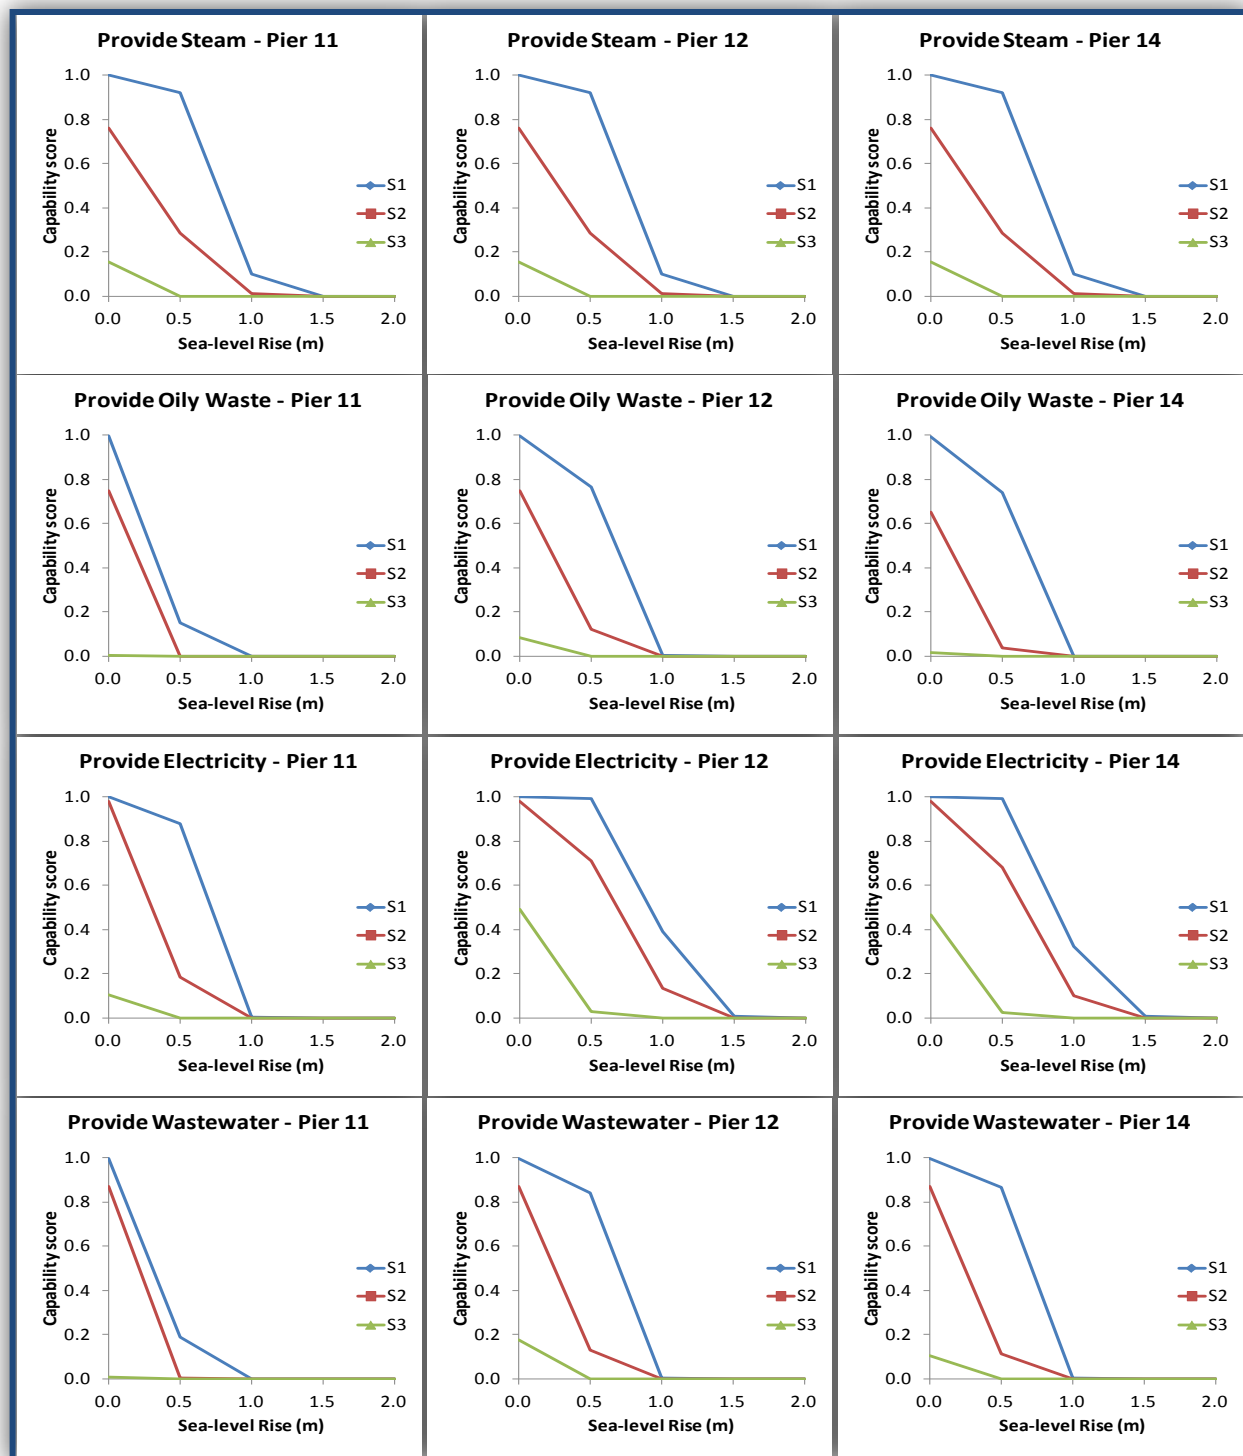 Provide Steam - Pier 11
Capability score
1.0
0.8
0.6
0.4
0.2
0.0
S1
S2
S3
0.0 0.5 1.0 1.5 2.0
Sea-level Rise (m)
Provide Steam - Pier 12
Capability score
1.0
0.8
0.6
0.4
0.2
0.0
S1
S2
S3
0.0 0.5 1.0 1.5 2.0
Sea-level Rise (m)
Provide Steam - Pier 14
Capability score
1.0
0.8
0.6
0.4
0.2
0.0
S1
S2
S3
0.0 0.5 1.0 1.5 2.0
Sea-level Rise (m)
Provide Oily Waste - Pier 11
Capability score
1.0
0.8
0.6
0.4
0.2
0.0
S1
S2
S3
0.0 0.5 1.0 1.5 2.0
Sea-level Rise (m)
Provide Oily Waste - Pier 12
Capability score
1.0
0.8
0.6
0.4
0.2
0.0
S1
S2
S3
0.0 0.5 1.0 1.5 2.0
Sea-level Rise (m)
Provide Oily Waste - Pier 14
Capability score
1.0
0.8
0.6
0.4
0.2
0.0
S1
S2
S3
0.0 0.5 1.0 1.5 2.0
Sea-level Rise (m)
Provide Electricity - Pier 11
Capability score
1.0
0.8
0.6
0.4
0.2
0.0
S1
S2
S3
0.0 0.5 1.0 1.5 2.0
Sea-level Rise (m)
Provide Electricity - Pier 12
Capability score
1.0
0.8
0.6
0.4
0.2
0.0
S1
S2
S3
0.0 0.5 1.0 1.5 2.0
Sea-level Rise (m)
Provide Electricity - Pier 14
Capability score
1.0
0.8
0.6
0.4
0.2
0.0
S1
S2
S3
0.0 0.5 1.0 1.5 2.0
Sea-level Rise (m)
Provide Wastewater - Pier 11
Capability score
1.0
0.8
0.6
0.4
0.2
0.0
S1
S2
S3
0.0 0.5 1.0 1.5 2.0
Sea-level Rise (m)
Provide Wastewater - Pier 12
Capability score
1.0
0.8
0.6
0.4
0.2
0.0
S1
S2
S3
0.0 0.5 1.0 1.5 2.0
Sea-level Rise (m)
Provide Wastewater - Pier 14
Capability score
1.0
0.8
0.6
0.4
0.2
0.0
S1
S2
S3
0.0 0.5 1.0 1.5 2.0
Sea-level Rise (m)